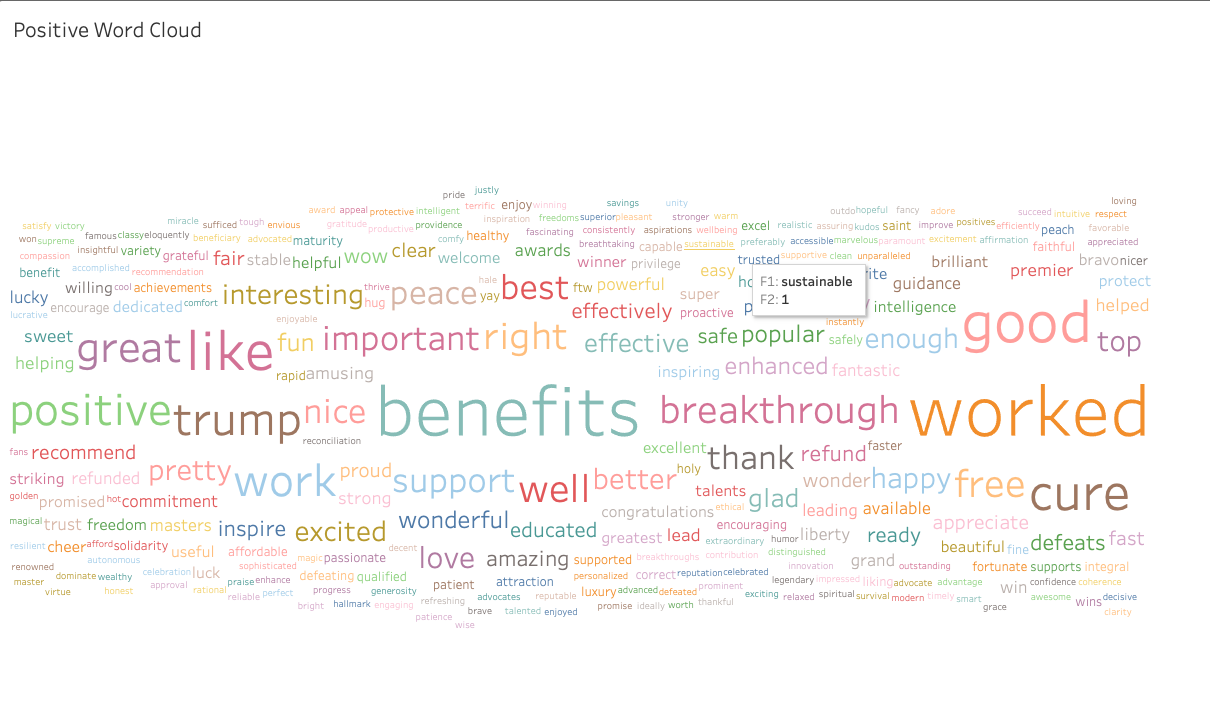 Positive Word Cloud
pride justly
loving
award appeal protective intelligent terrific enjoy winning savings unity
satisfy victory miracle sufficed tough envious gratitude productive providence inspiration freedoms superior pleasant stronger warm excel realistic assuring kudos outdo hopeful fancy adore saint improve positives efficiently succeed intuitive respect
won supreme famous classy eloquently beneficiary advocated maturity comfy healthy fascinating consistently aspirations wellbeing preferably accessible marvelous paramount excitement affirmation peach favorable
compassion insightful variety grateful fair stable helpful wow clear welcome awards breathtaking capable sustainable trusted supportive clean unparalleled faithful appreciated
benefit accomplished recommendation winner privilege easy brilliant premier bravo nicer
lucky willing cool achievements interesting thrive peace hale yay best ftw powerful super guidance protect
F1: sustainable
F2: 1
lucrative encourage dedicated comfort hug effectively proactive intelligence good helped
enjoyable instantly
sweet great like fun important right effective safe popular safely enough top
helping rapid amusing inspiring enhanced fantastic
positive trump nice benefits breakthrough worked
reconciliation
fans recommend excellent thank refund faster
striking refunded pretty work proud support well better holy wonder happy free cure
golden promised hot commitment strong congratulations talents ethical glad leading available
magical trust freedom masters inspire excited wonderful educated greatest lead encouraging humor liberty ready appreciate
resilient cheer afford solidarity useful affordable decent love amazing extraordinary distinguished beautiful fine defeats fast
renowned autonomous sophisticated magic passionate supported breakthroughs contribution innovation grand outstanding fortunate supports integral
master dominate wealthy celebration luck defeating qualified patient attraction personalized correct reputation celebrated legendary impressed liking advocate advantage win confidence coherence
virtue honest approval rational praise enhance progress generosity advocates reputable luxury advanced defeated prominent exciting relaxed spiritual survival modern timely smart awesome wins decisive
reliable perfect bright hallmark engaging refreshing brave talented enjoyed promise ideally worth thankful grace clarity
patience wise